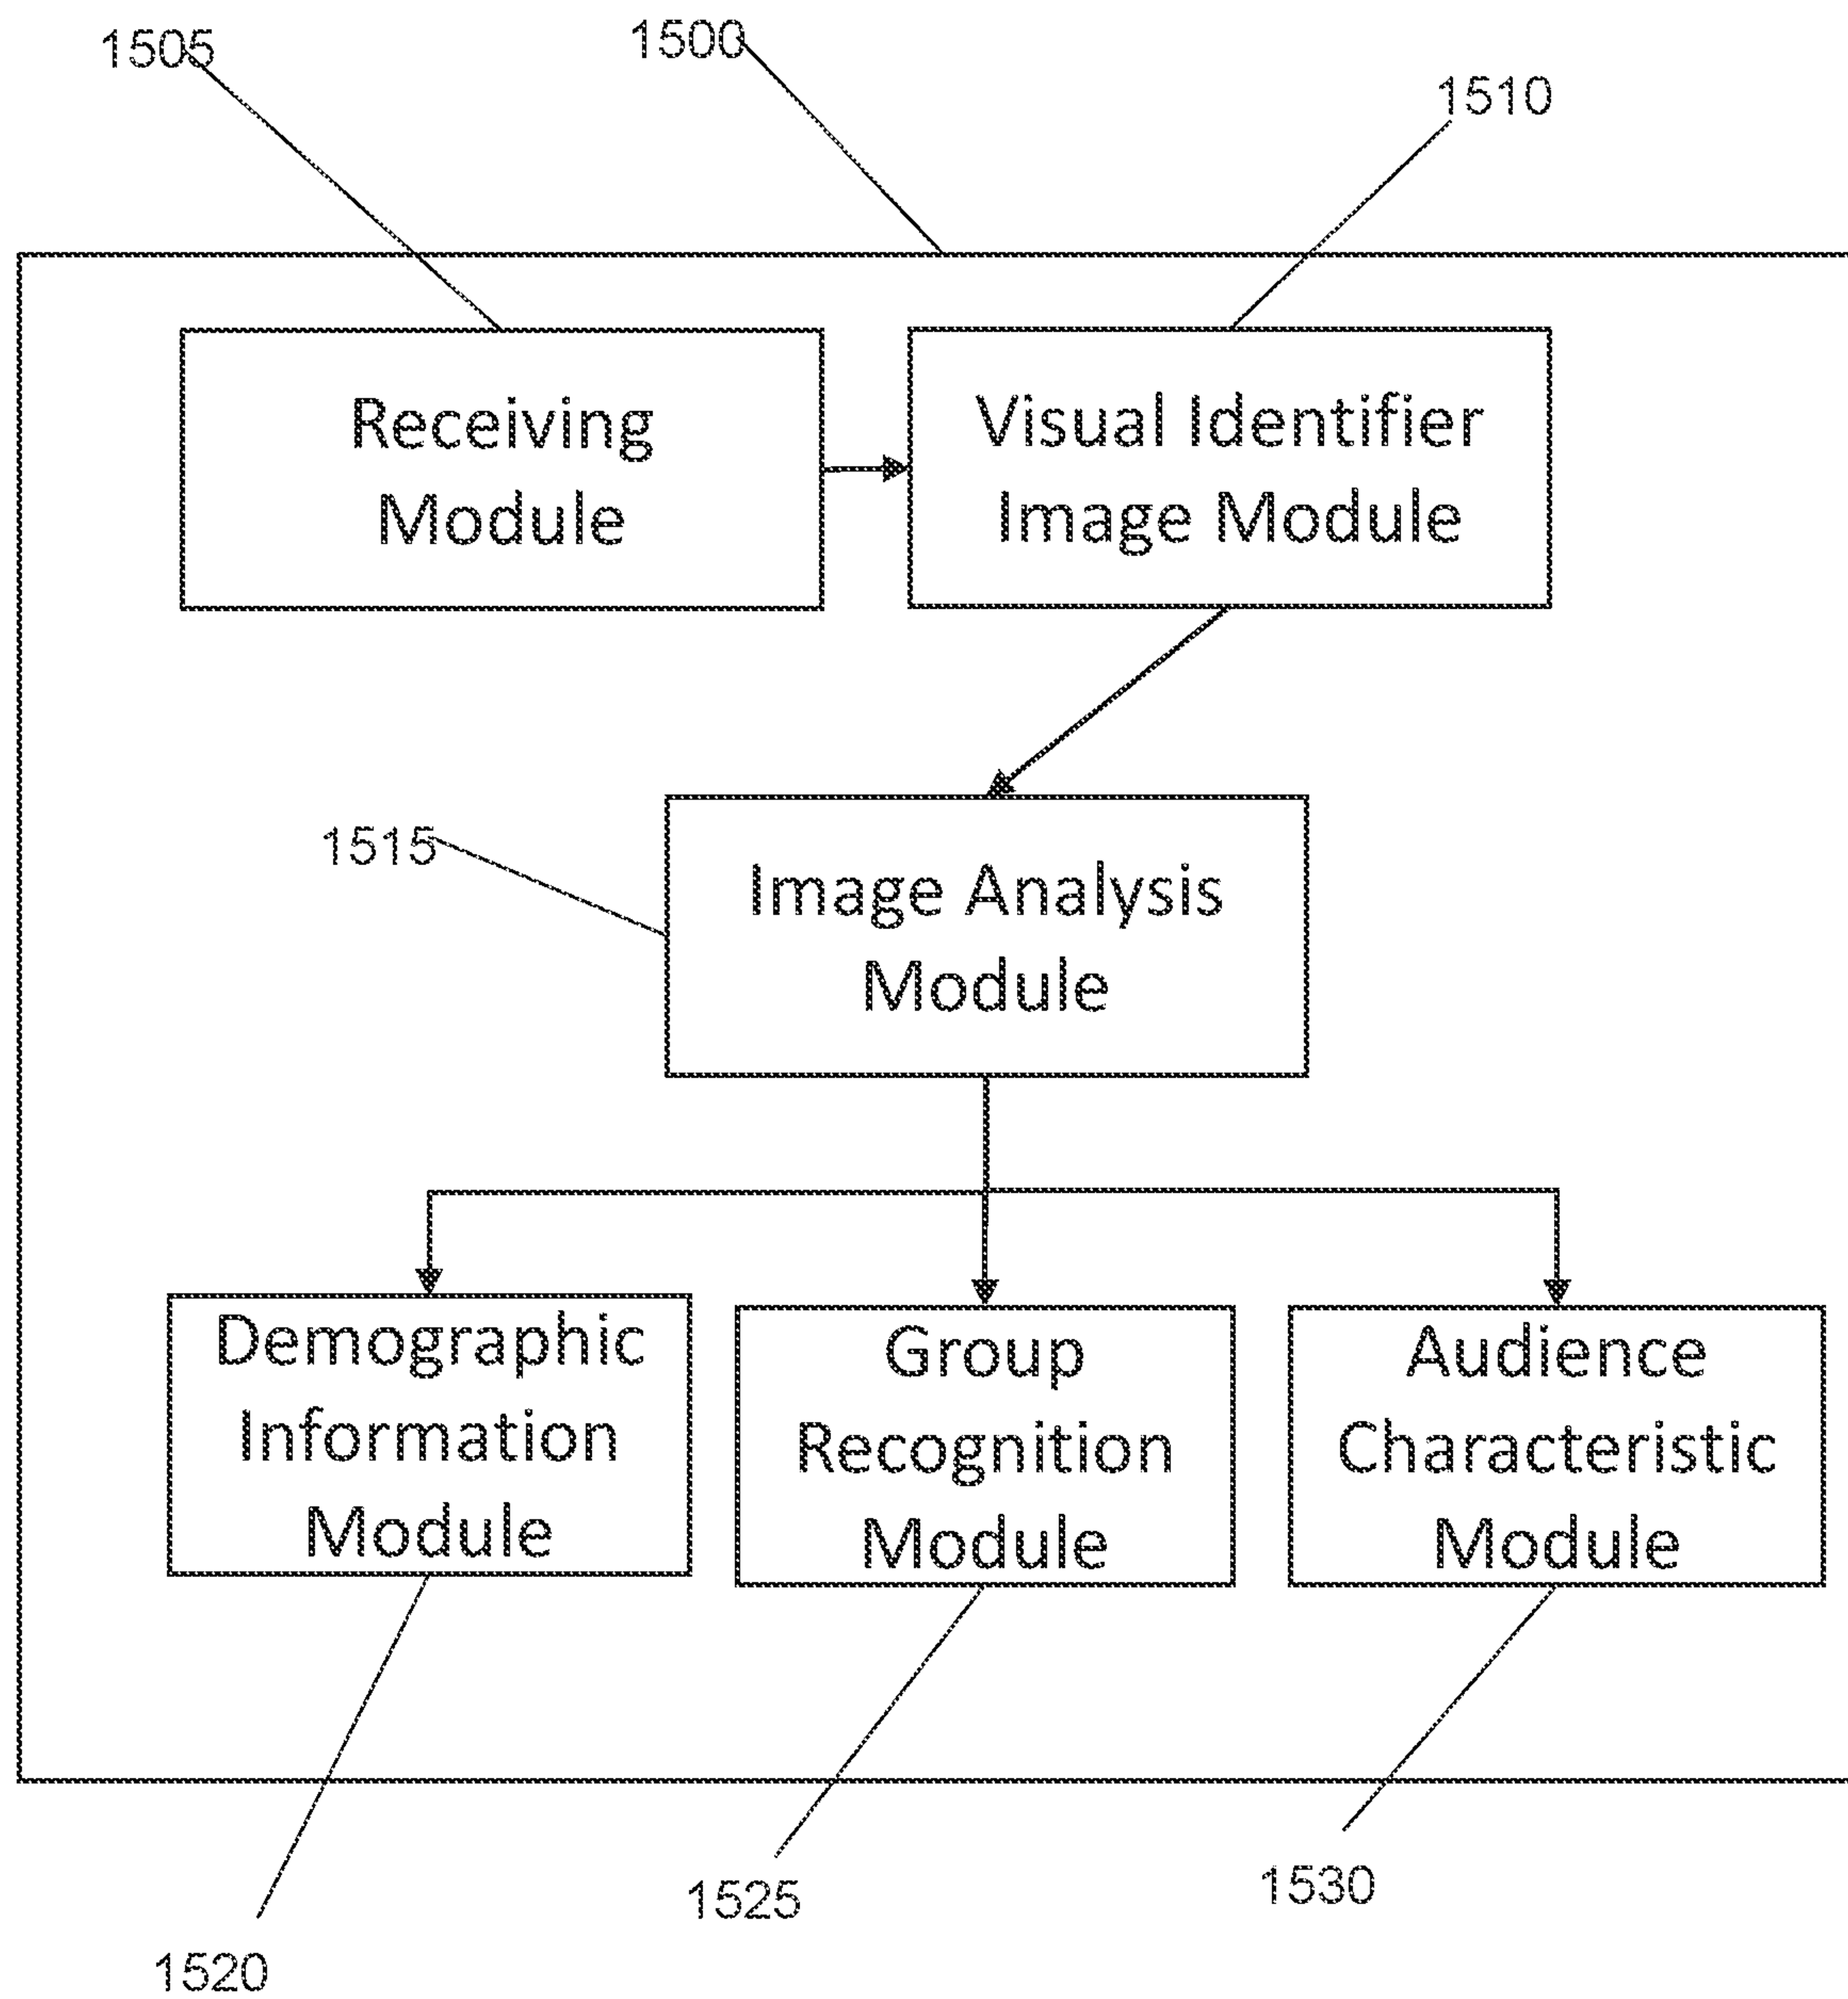 1505
1500
1510
Receiving
Module
Visual Identifier
Image Module
1515
Image Analysis
Module
Demographic
Information
Module
Group
Recognition
Module
Audience
Characteristic
Module
1520
1525
1530